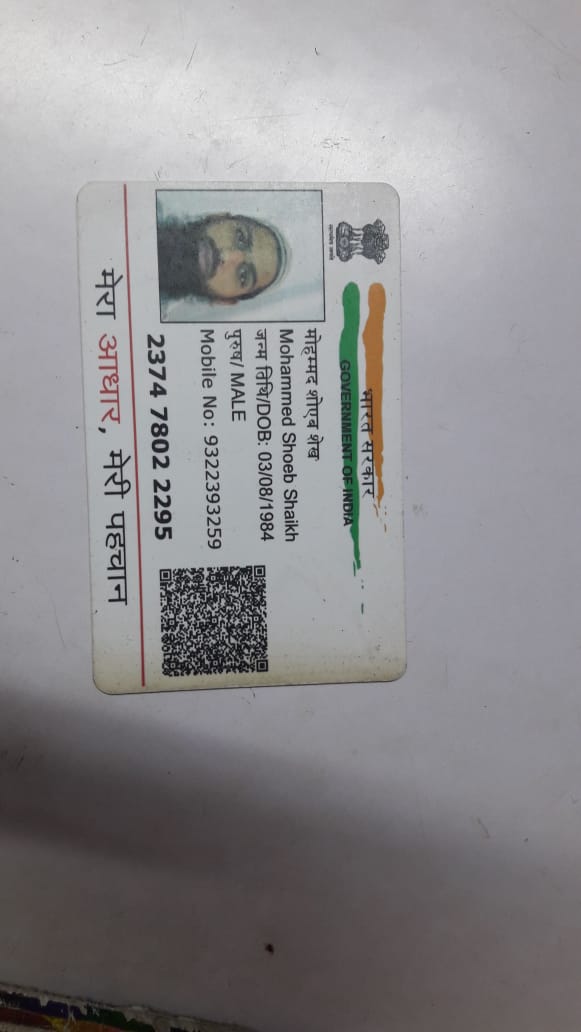 भारत सरकार
GOVERNMENT OF INDIA
मोहम्मद शोएब शेख
Mohammed Shoeb Shaikh
जन्म तिथि/DOB: 03/08/1984
पुरुष/ MALE
Mobile No: 9322393259
2374 7802 2295
मेरा आधार, मेरी पहचान